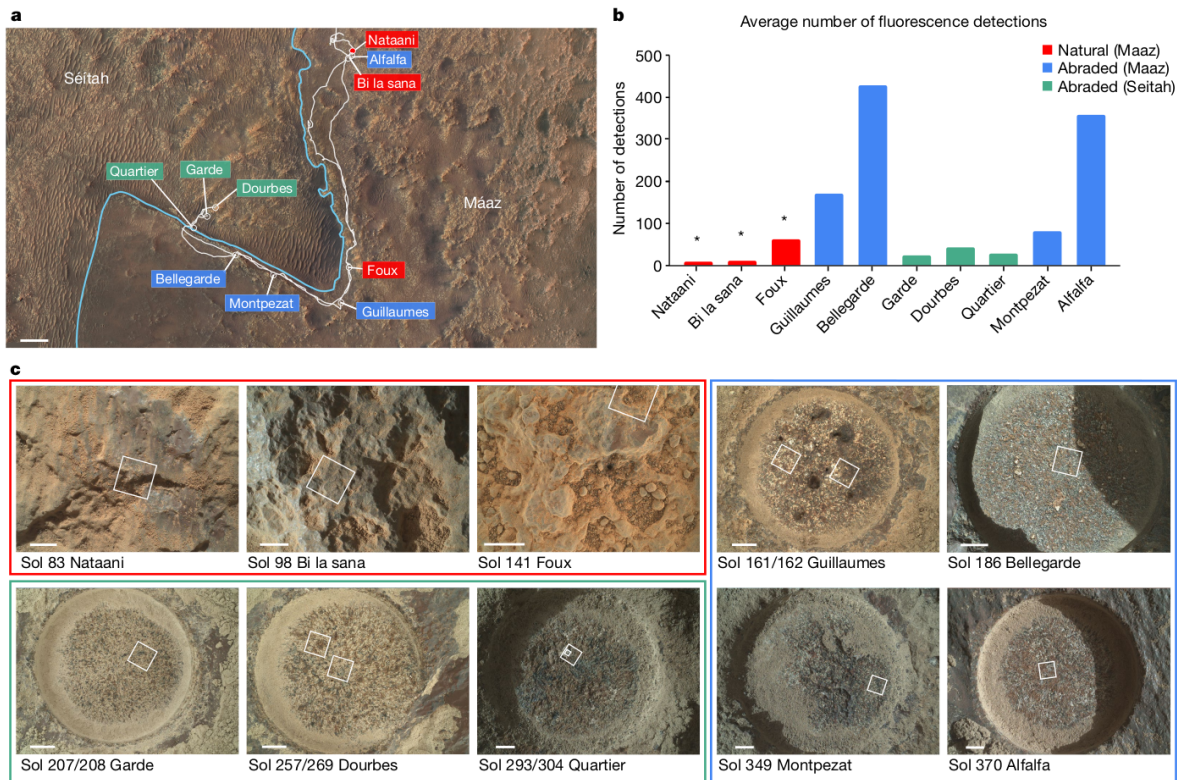 a
Séitah
Nataani
Alfalfa
Bi la sana
Quartier
Garde
Dourbes
Máaz
Bellegarde
Montpezat
Foux
Guillaumes
b
Average number of fluorescence detections
Number of detections
500
400
300
200
100
0
*
*
*
Natural (Maaz)
Abraded (Maaz)
Abraded (Seitah)
Nataani
Bi la sana
Foux
Guillaumes
Bellegarde
Garde
Dourbes
Quartier
Montpezat
Alfalfa
c
Sol 83 Nataani
Sol 98 Bi la sana
Sol 141 Foux
Sol 161/162 Guillaumes
Sol 186 Bellegarde
Sol 207/208 Garde
Sol 257/269 Dourbes
Sol 293/304 Quartier
Sol 349 Montpezat
Sol 370 Alfalfa